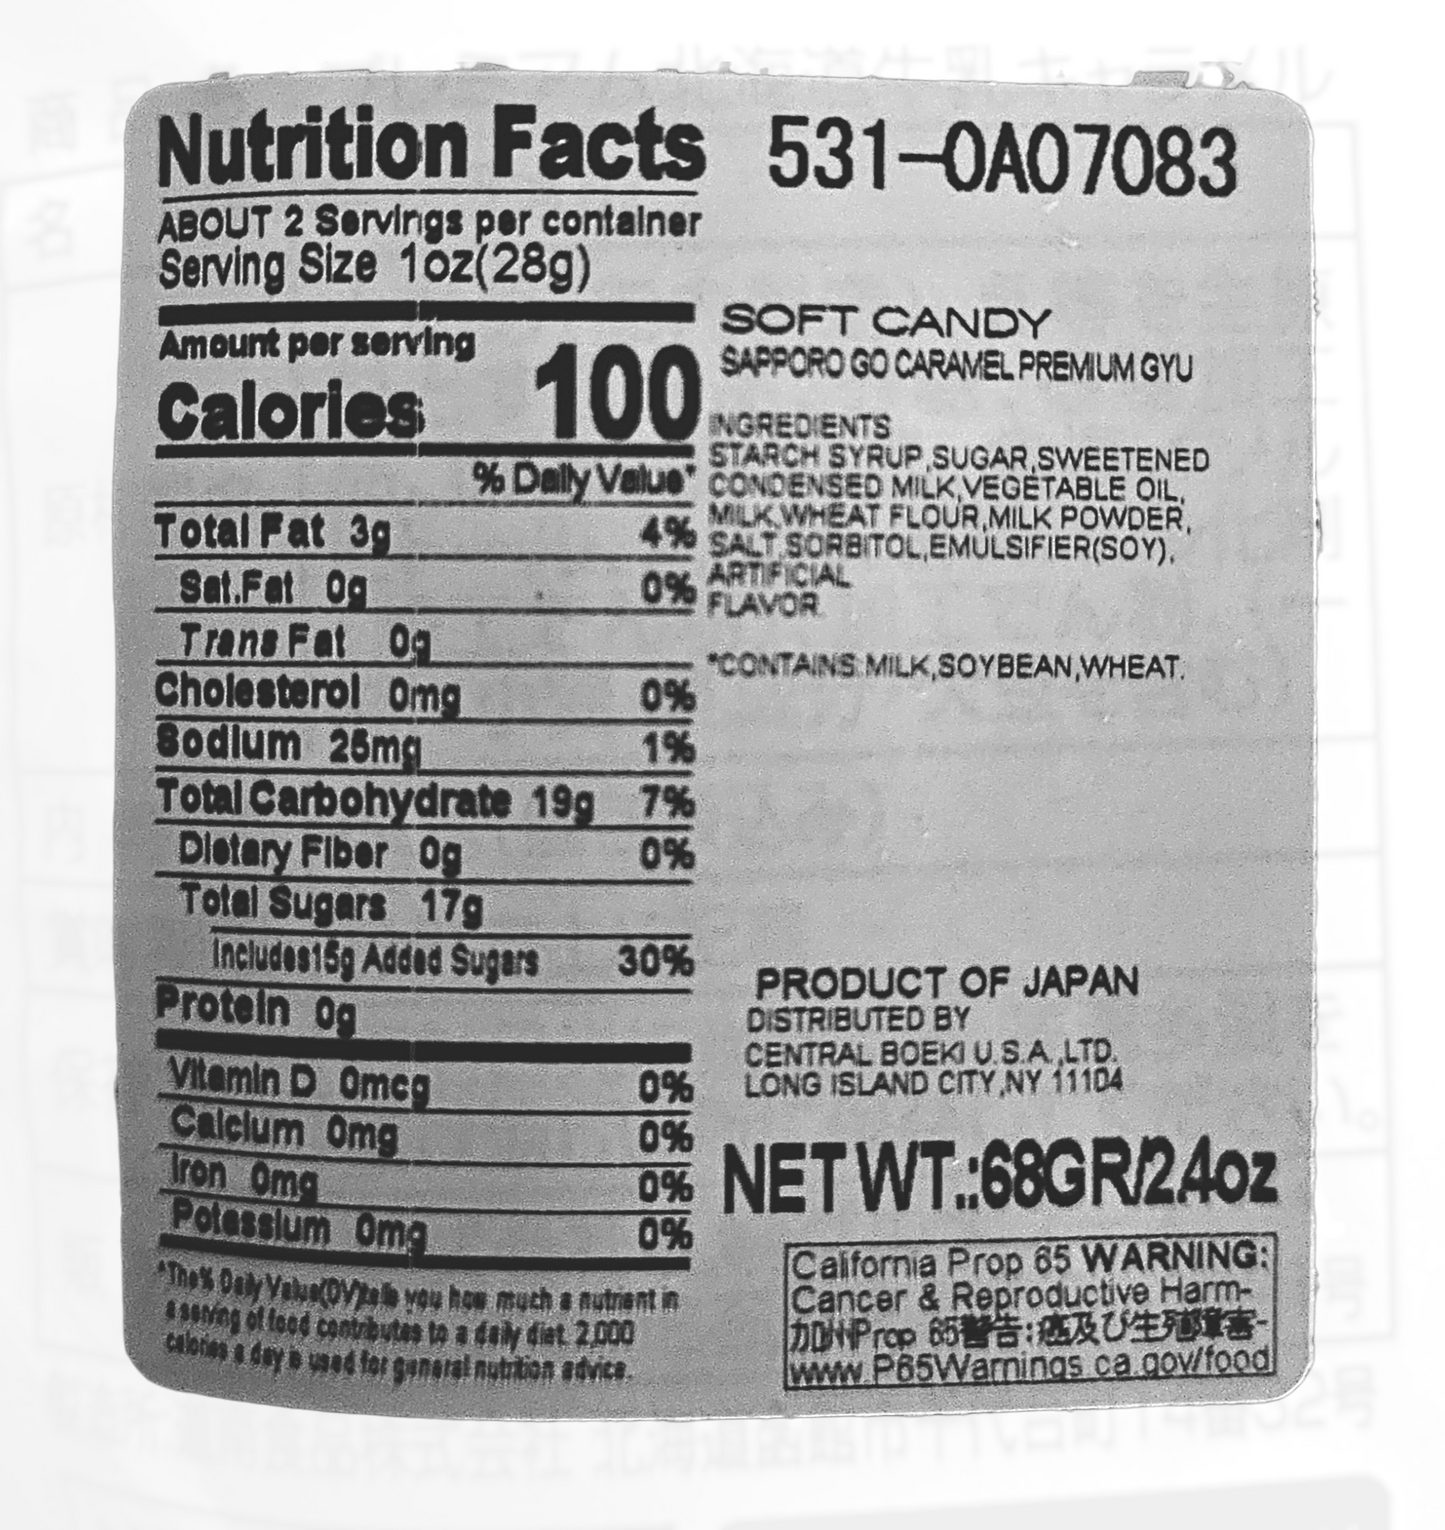 Nutrition Facts
ABOUT 2 Servings per container
Serving Size 1oz(28g)
Amount per serving
Calories 100
% Daily Value*
Total Fat 3g 4%
Sat.Fat 0g 0%
Trans Fat 0g
Cholesterol 0mg 0%
Sodium 25mg 1%
Total Carbohydrate 19g 7%
Dietary Fiber 0g 0%
Total Sugars 17g
Includes15g Added Sugars 30%
Protein 0g
Vitamin D 0mcg 0%
Calcium 0mg 0%
Iron 0mg 0%
Potassium 0mg 0%
*The% Daily Value(DV)tells you how much a nutrient in
a serving of food contributes to a daily diet. 2,000
calories a day is used for general nutrition advice.
531-0A07083
SOFT CANDY
SAPPORO GO CARAMEL PREMIUM GYU
INGREDIENTS
STARCH SYRUP,SUGAR,SWEETENED
CONDENSED MILK,VEGETABLE OIL,
MILK,WHEAT FLOUR,MILK POWDER,
SALT,SORBITOL,EMULSIFIER(SOY),
ARTIFICIAL
FLAVOR.
*CONTAINS:MILK,SOYBEAN,WHEAT.
PRODUCT OF JAPAN
DISTRIBUTED BY
CENTRAL BOEKI U.S.A.,LTD.
LONG ISLAND CITY,NY 11104
NET WT.:68GR/2.4oz
California Prop 65 WARNING:
Cancer & Reproductive Harm-
加州Prop 65警告:癌及び生殖障害-
www.P65Warnings.ca.gov/food